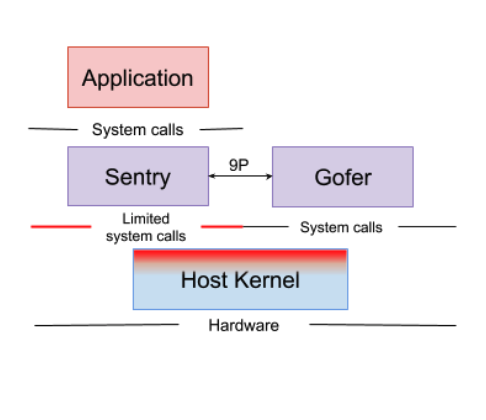 Application
System calls
Sentry
9P
Gofer
Limited
system calls
System calls
Host Kernel
Hardware